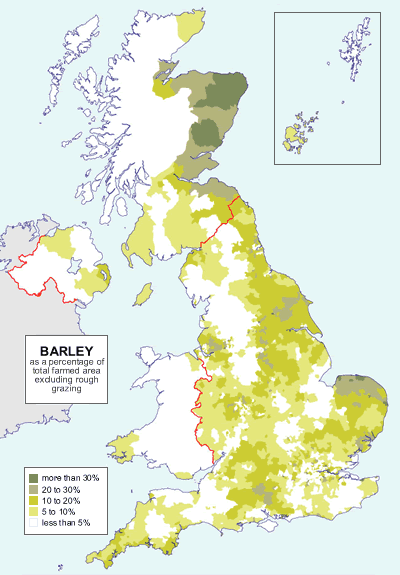 BARLEY
as a percentage of
total farmed area
excluding rough
grazing
more than 30%
20 to 30%
10 to 20%
5 to 10%
less than 5%